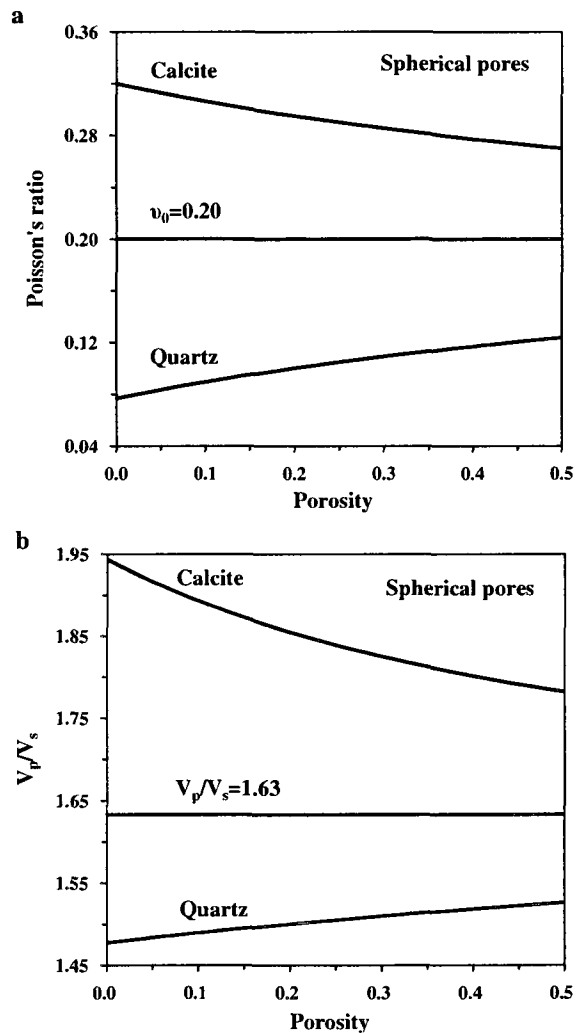 a
0.36
Calcite
Spherical pores
0.28
υ₀=0.20
0.20
Poisson's ratio
0.12
Quartz
0.04
0.0 0.1 0.2 0.3 0.4 0.5
Porosity
b
1.95
Calcite
Spherical pores
1.85
1.75
Vₚ/Vₛ
Vₚ/Vₛ=1.63
1.65
1.55
Quartz
1.45
0.0 0.1 0.2 0.3 0.4 0.5
Porosity